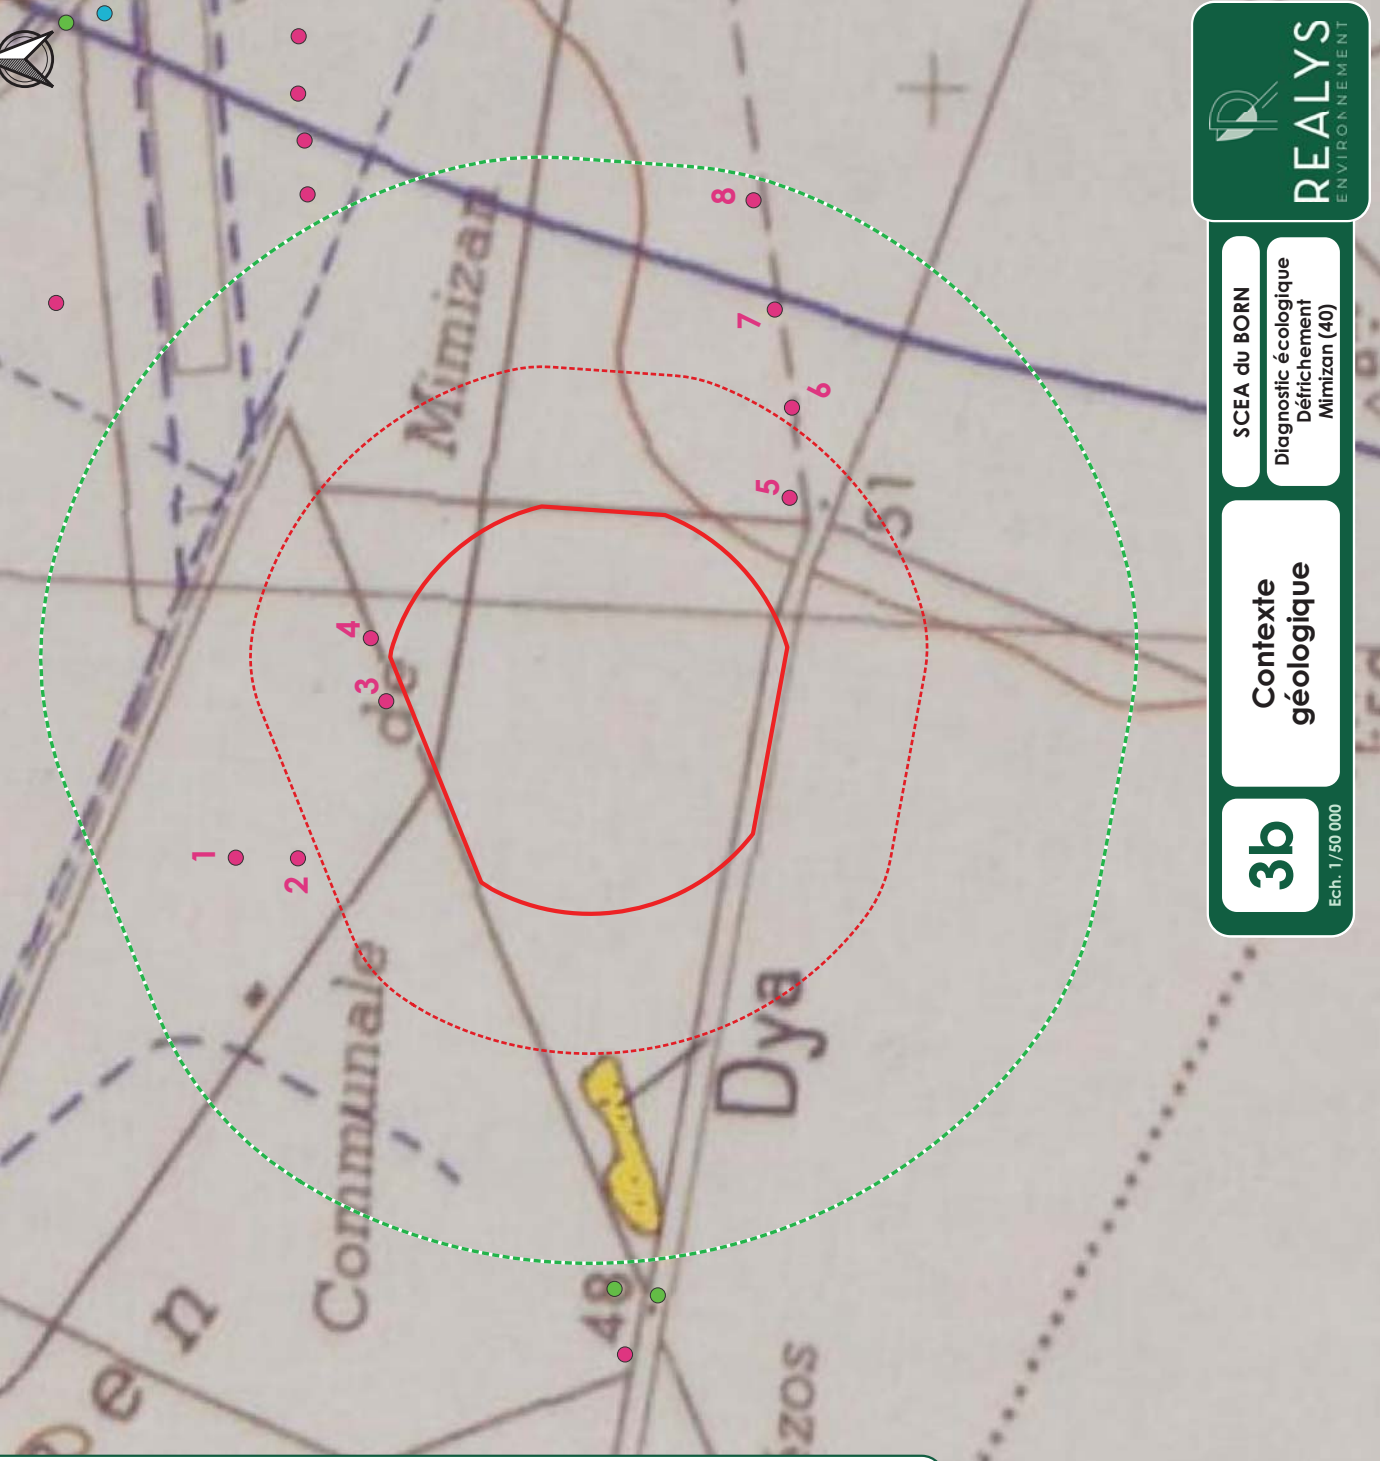 REALYS
ENVIRONNEMENT
SCEA du BORN
Diagnostic écologique
Défrichement
Mimizan (40)
Contexte
géologique
3b
Ech. 1/50 000
Mimizan
de
Communale
Dya
51
48
1
2
3
4
5
6
7
8
e
n